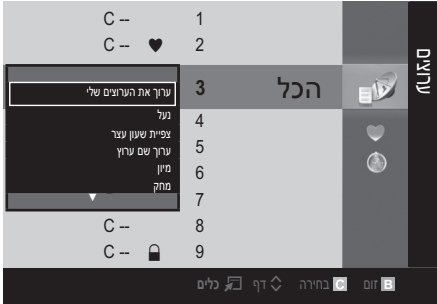 ערוצים
הכל
1 C --
2 ♥ C --
3
4
5
6
7
8 C --
9 C --
ערוך את הערוצים שלי
נעל
צפיית שעון עצר
ערוך שם ערוץ
מיון
מחק
▼
B זום C בחירה דף כלים